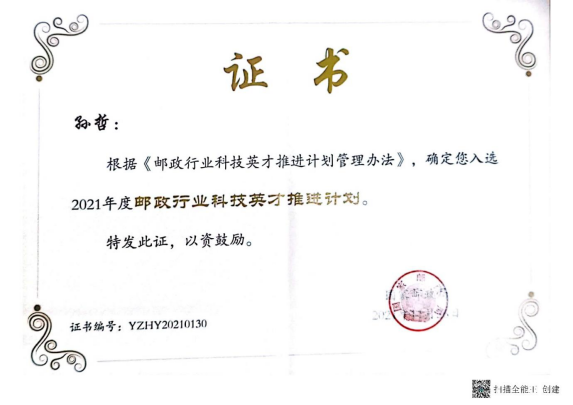 证书
孙哲：
根据《邮政行业科技英才推进计划管理办法》，确定您入选
2021年度邮政行业科技英才推进计划。
特发此证，以资鼓励。
证书编号：YZHY20210130
扫描全能王 创建